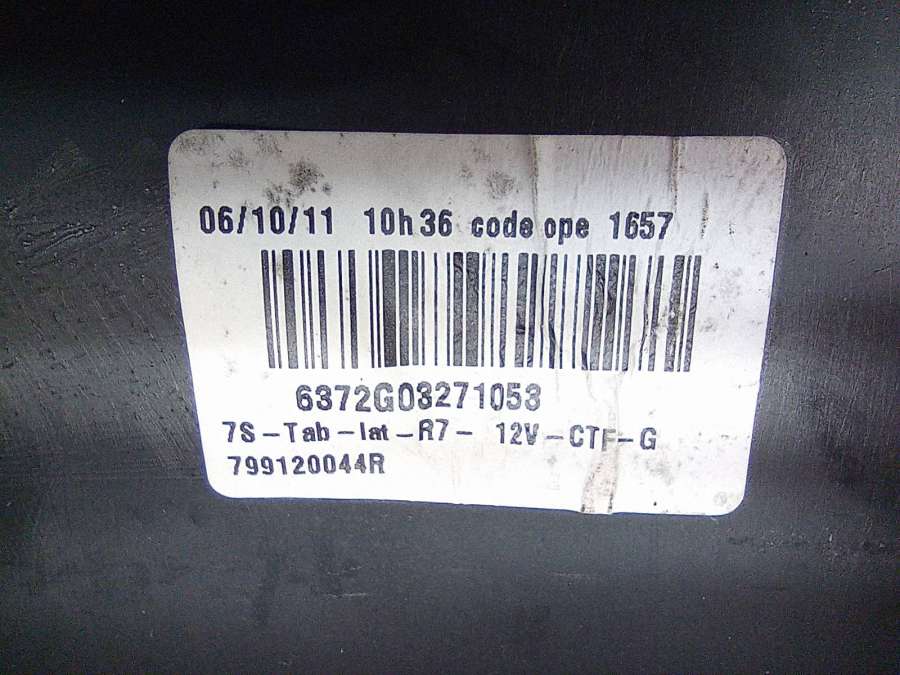 06/10/11 10h36 code ope 1657
6372G03271053
7S-Tab-lat-R7- 12V-CTF-G
799120044R